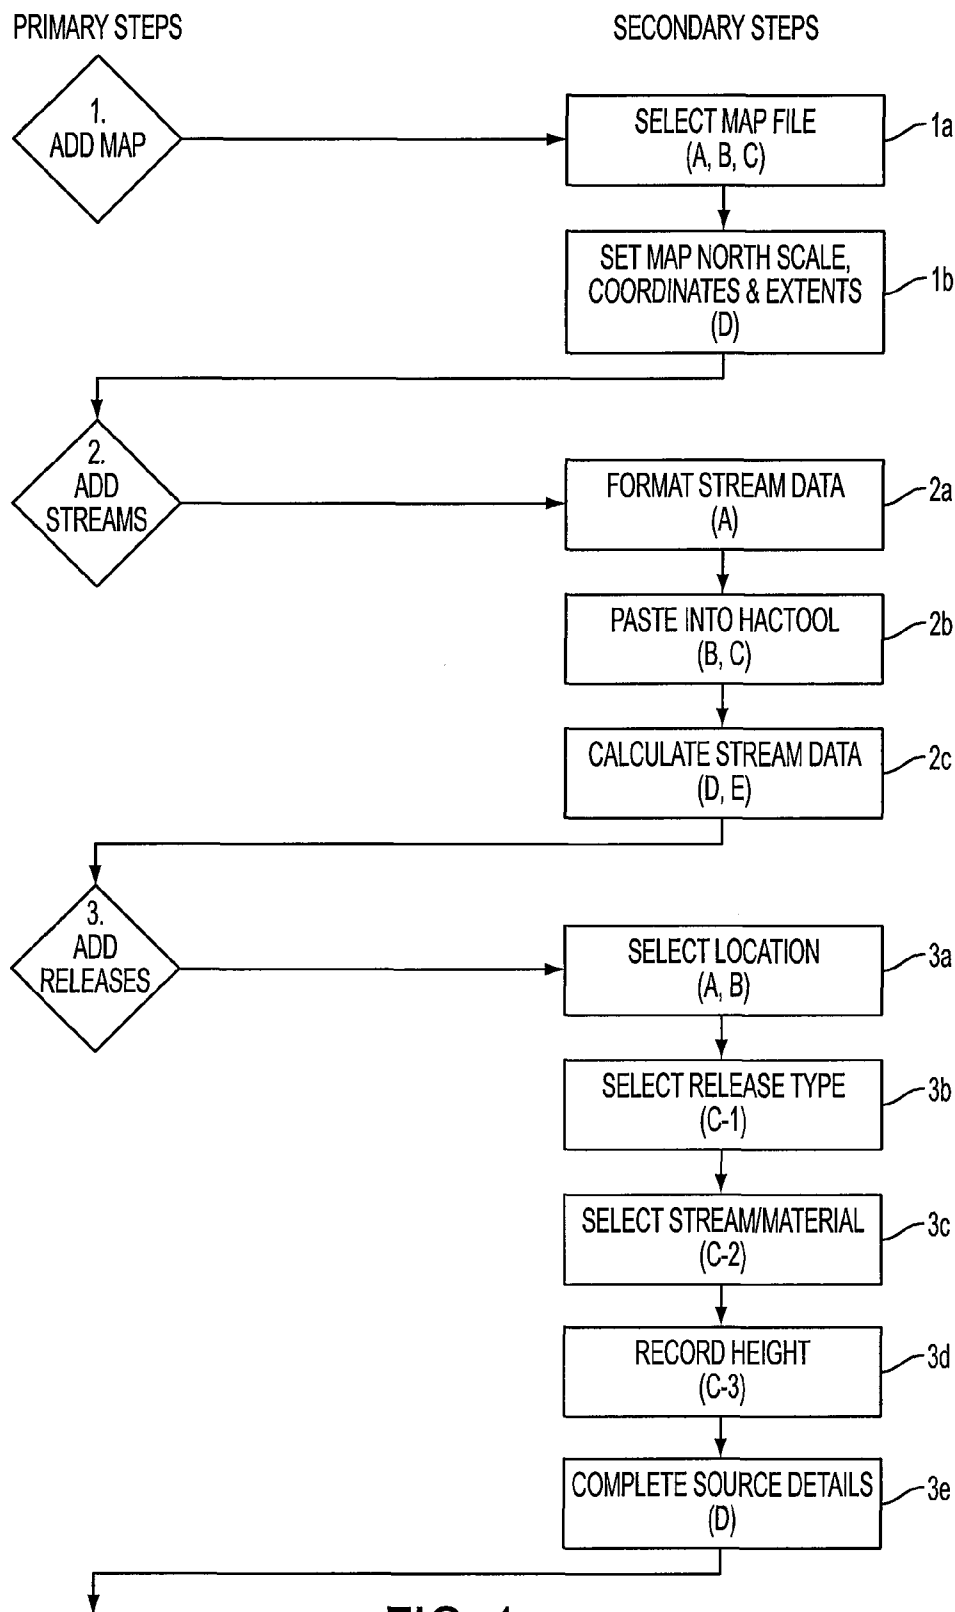 PRIMARY STEPS
SECONDARY STEPS
1.
ADD MAP
SELECT MAP FILE
(A, B, C)
1a
SET MAP NORTH SCALE,
COORDINATES & EXTENTS
(D)
1b
2.
ADD
STREAMS
FORMAT STREAM DATA
(A)
2a
PASTE INTO HACTOOL
(B, C)
2b
CALCULATE STREAM DATA
(D, E)
2c
3.
ADD
RELEASES
SELECT LOCATION
(A, B)
3a
SELECT RELEASE TYPE
(C-1)
3b
SELECT STREAM/MATERIAL
(C-2)
3c
RECORD HEIGHT
(C-3)
3d
COMPLETE SOURCE DETAILS
(D)
3e